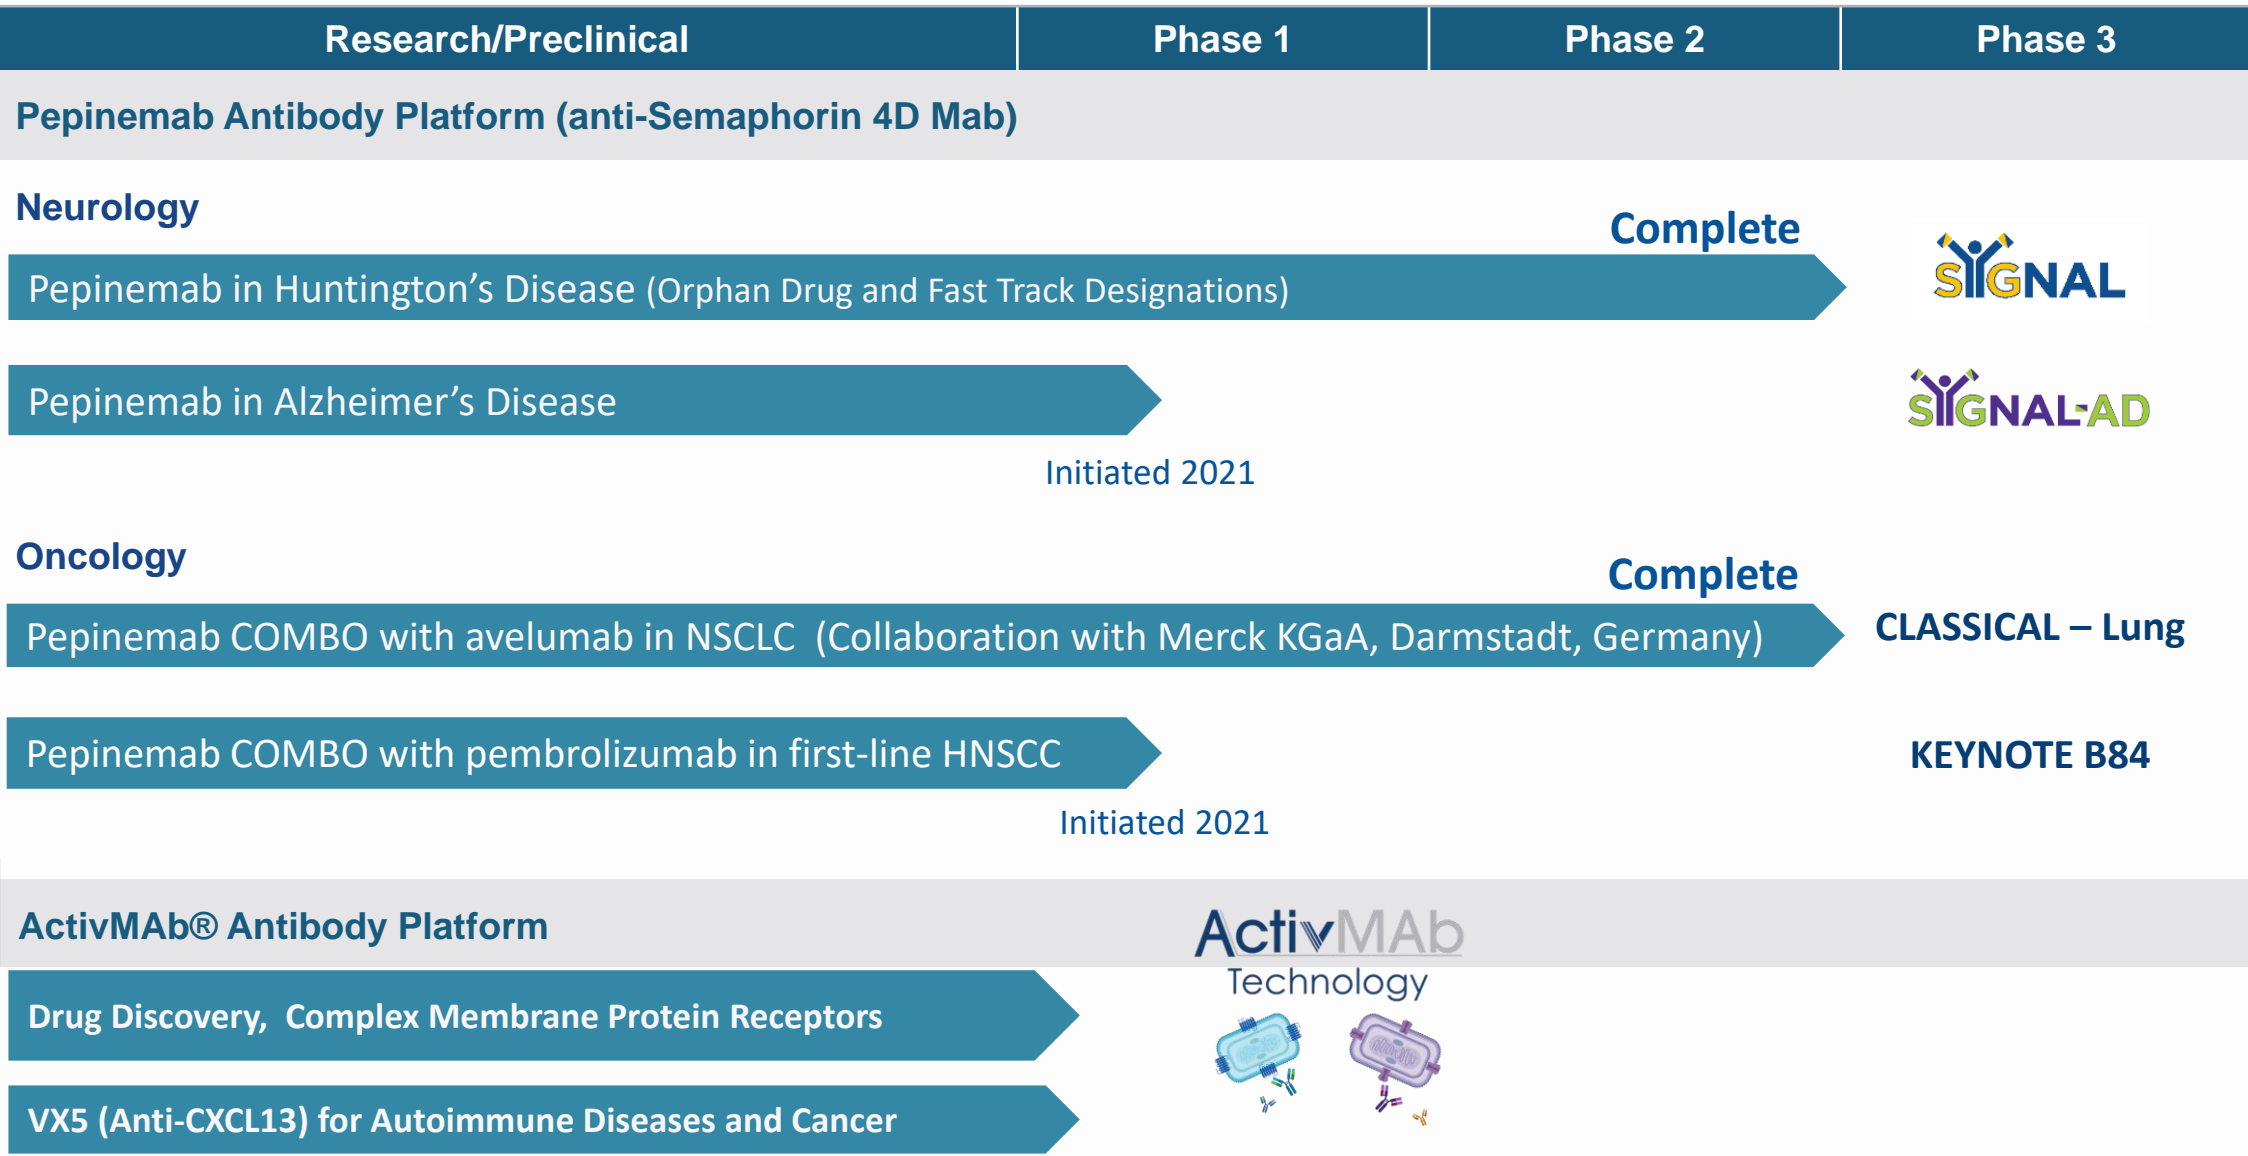 Research/Preclinical Phase 1 Phase 2 Phase 3
Pepinemab Antibody Platform (anti-Semaphorin 4D Mab)
Neurology
Complete
Pepinemab in Huntington’s Disease (Orphan Drug and Fast Track Designations)
SIGNAL
Pepinemab in Alzheimer’s Disease
SIGNAL-AD
Initiated 2021
Oncology
Complete
Pepinemab COMBO with avelumab in NSCLC (Collaboration with Merck KGaA, Darmstadt, Germany)
CLASSICAL – Lung
Pepinemab COMBO with pembrolizumab in first-line HNSCC
KEYNOTE B84
Initiated 2021
ActivMAb® Antibody Platform
ActivMAb
Technology
Drug Discovery, Complex Membrane Protein Receptors
VX5 (Anti-CXCL13) for Autoimmune Diseases and Cancer